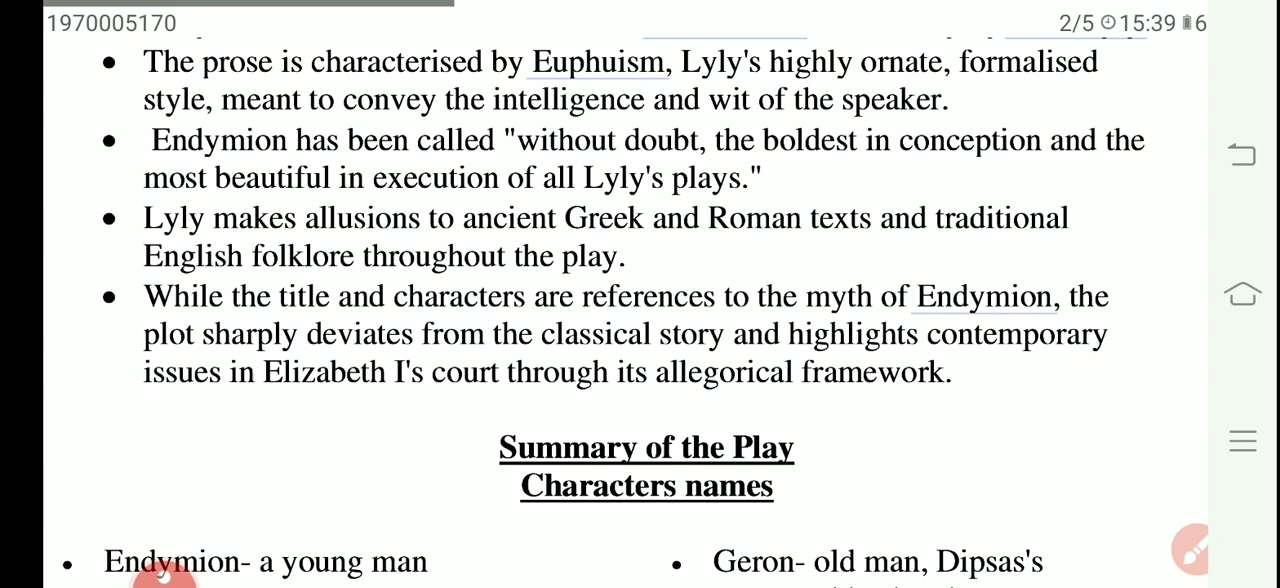 1970005170
2/5 15:39 6
• The prose is characterised by Euphuism, Lyly's highly ornate, formalised
style, meant to convey the intelligence and wit of the speaker.
• Endymion has been called "without doubt, the boldest in conception and the
most beautiful in execution of all Lyly's plays."
• Lyly makes allusions to ancient Greek and Roman texts and traditional
English folklore throughout the play.
• While the title and characters are references to the myth of Endymion, the
plot sharply deviates from the classical story and highlights contemporary
issues in Elizabeth I's court through its allegorical framework.
Summary of the Play
Characters names
• Endymion- a young man
• Geron- old man, Dipsas's